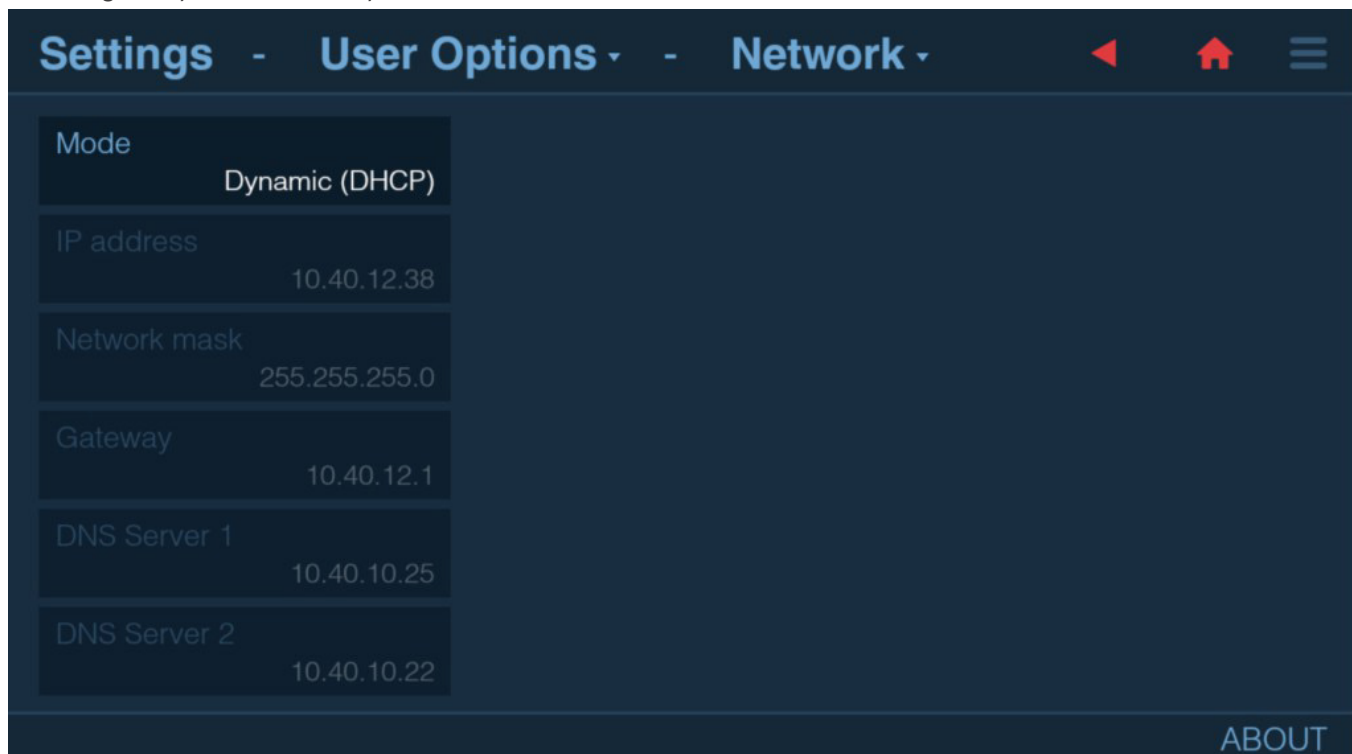 Settings - User Options - Network
Mode
Dynamic (DHCP)
IP address
10.40.12.38
Network mask
255.255.255.0
Gateway
10.40.12.1
DNS Server 1
10.40.10.25
DNS Server 2
10.40.10.22
ABOUT